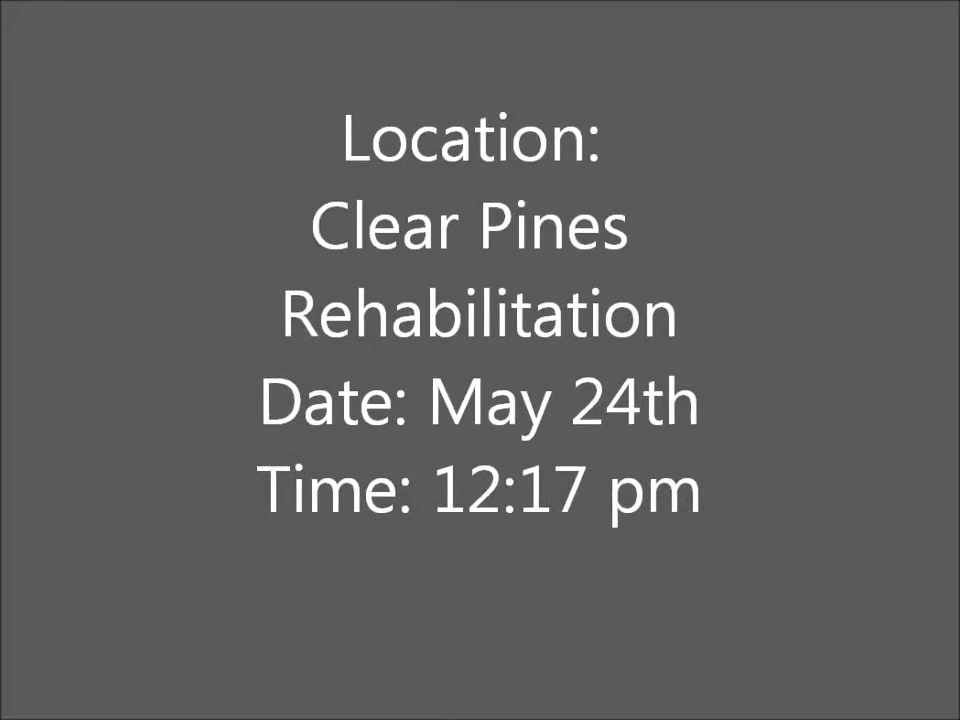 Location:
Clear Pines
Rehabilitation
Date: May 24th
Time: 12:17 pm